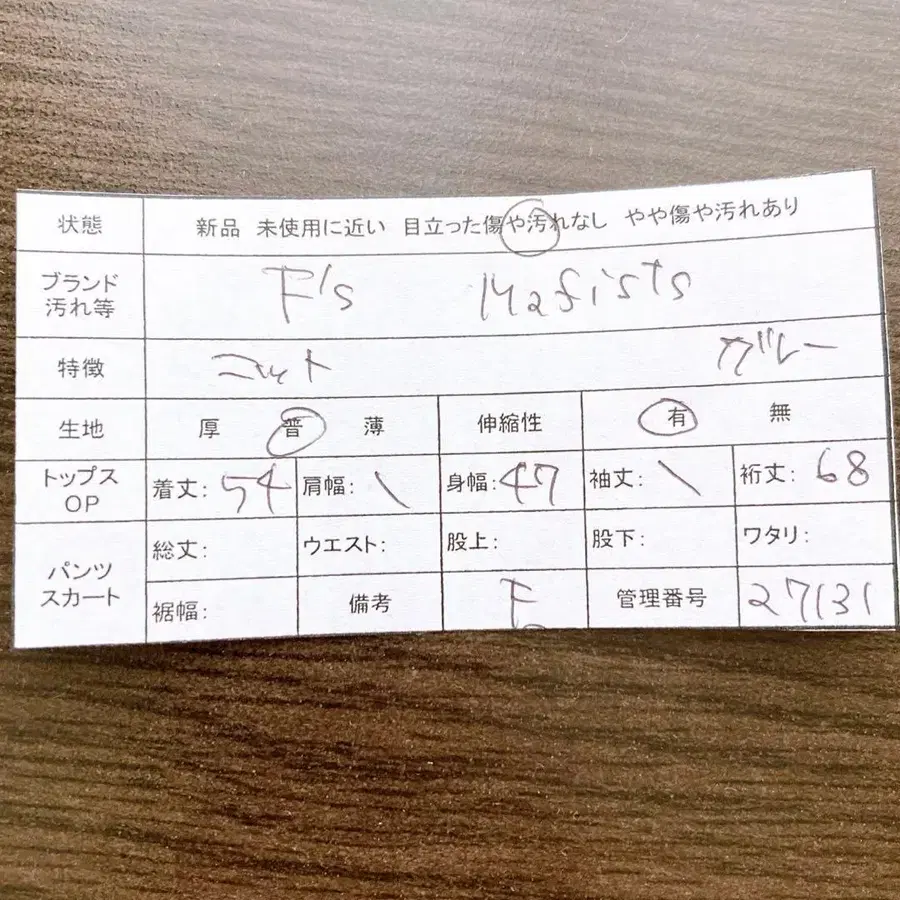 状態 新品 未使用に近い 目立った傷や汚れなし やや傷や汚れあり
ブランド
汚れ等 F's Mafists
特徴 ニット グレー
生地 厚 普 薄 伸縮性 有 無
トップス
OP 着丈: 54 肩幅: \ 身幅: 47 袖丈: \ 裄丈: 68
パンツ
スカート
総丈: ウエスト: 股上: 股下: ワタリ:
裾幅: 備考 F 管理番号 27131